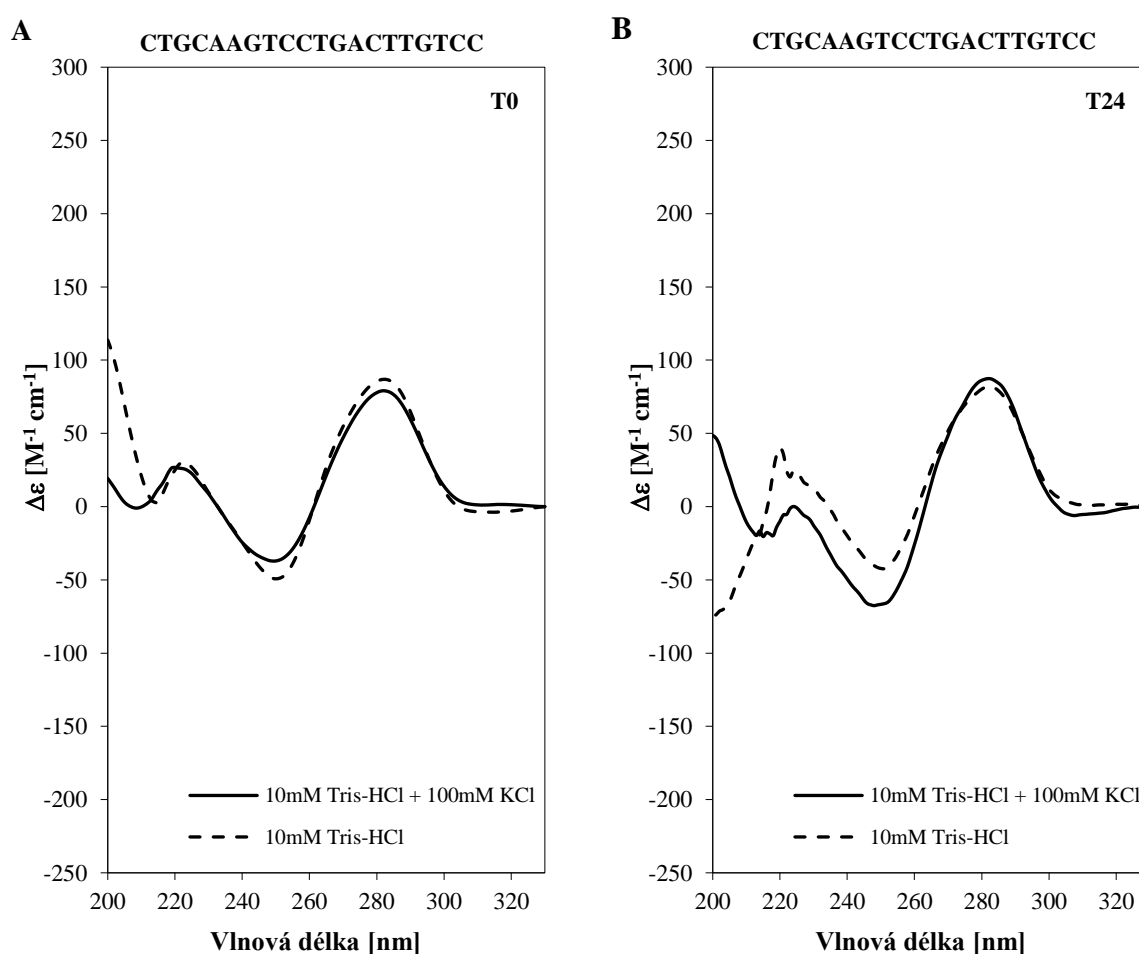 A
CTGCAAGTCCTGACTTGTCC
T0
300
250
200
150
100
50
0
-50
-100
-150
-200
-250
Δε [M⁻¹ cm⁻¹]
10mM Tris-HCl + 100mM KCl
10mM Tris-HCl
200 220 240 260 280 300 320
Vlnová délka [nm]
B
CTGCAAGTCCTGACTTGTCC
T24
300
250
200
150
100
50
0
-50
-100
-150
-200
-250
Δε [M⁻¹ cm⁻¹]
10mM Tris-HCl + 100mM KCl
10mM Tris-HCl
200 220 240 260 280 300 320
Vlnová délka [nm]